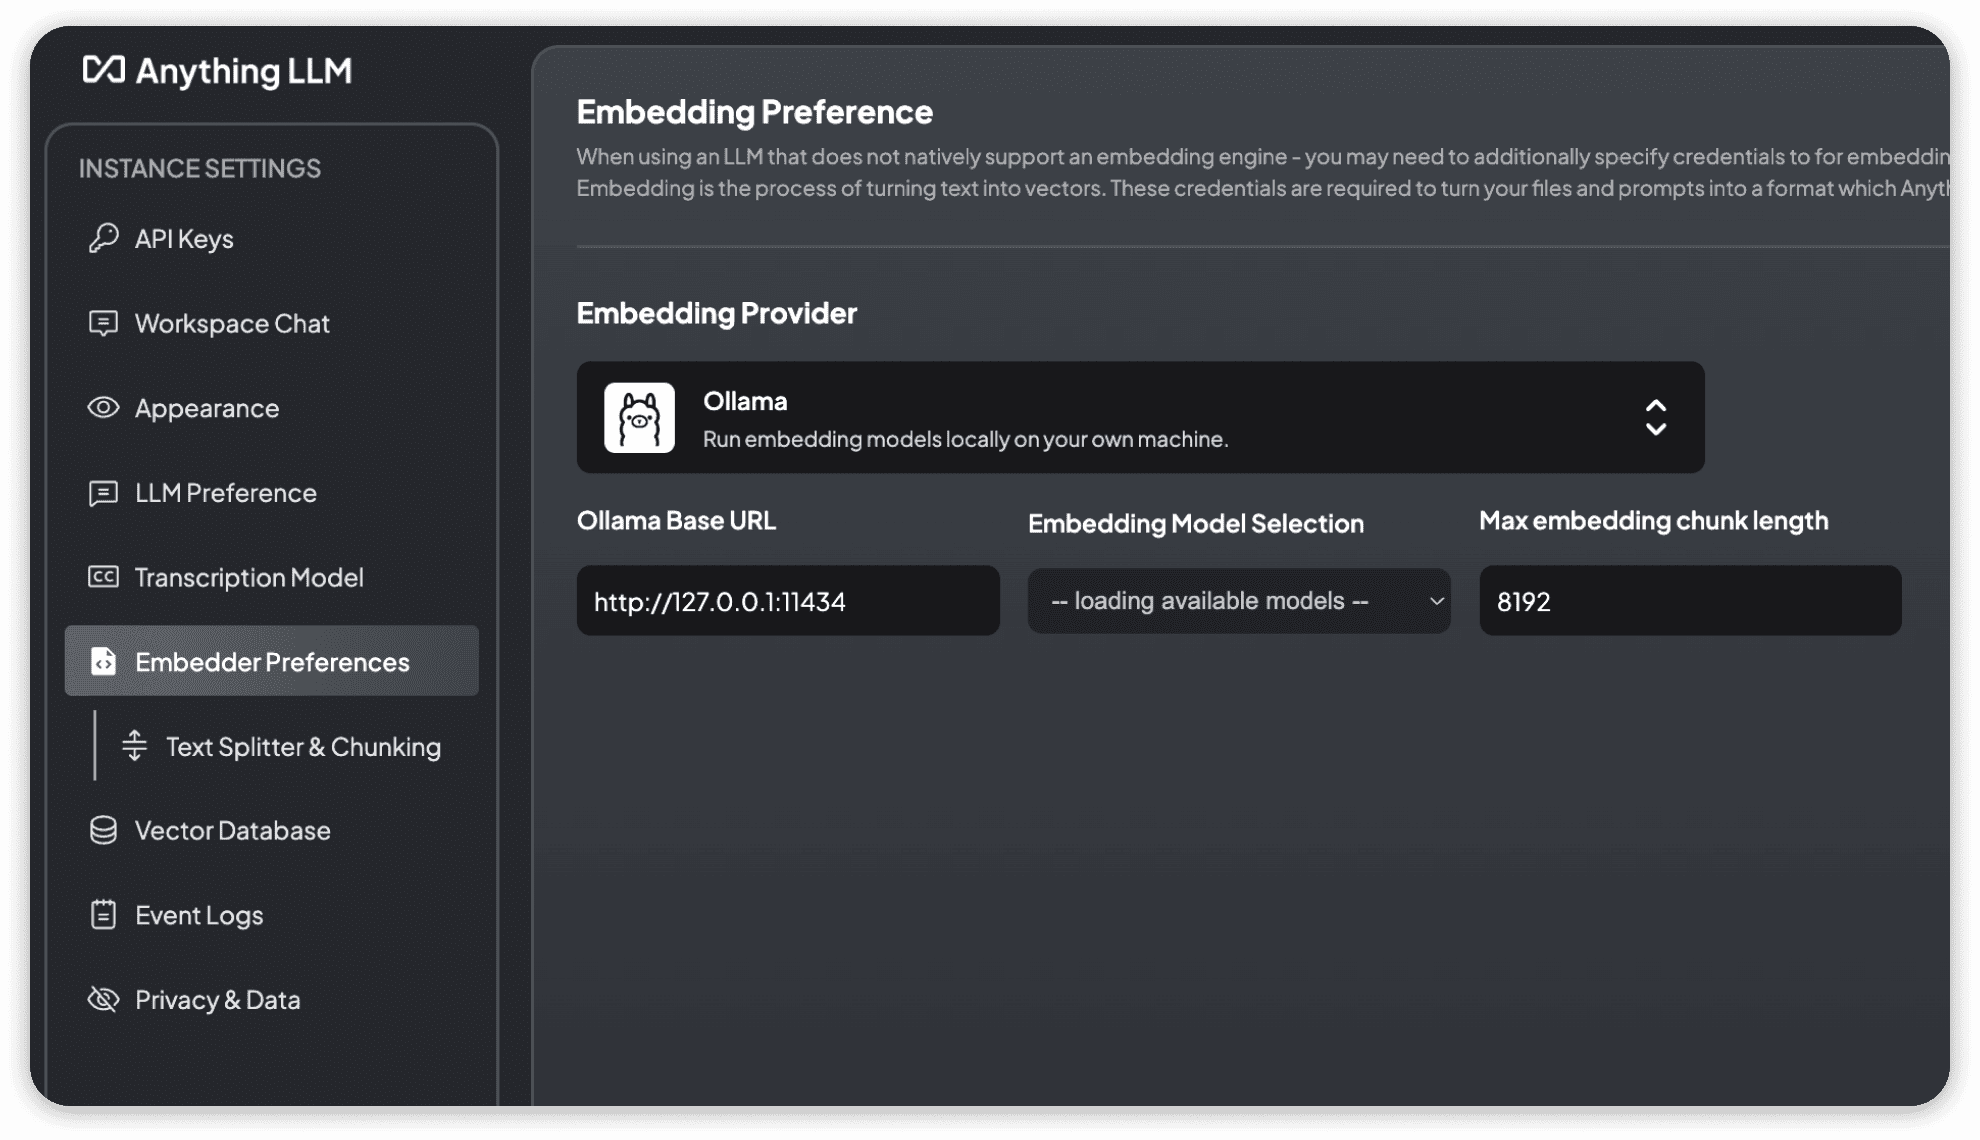 Anything LLM
INSTANCE SETTINGS
API Keys
Workspace Chat
Appearance
LLM Preference
Transcription Model
Embedder Preferences
Text Splitter & Chunking
Vector Database
Event Logs
Privacy & Data
Embedding Preference
When using an LLM that does not natively support an embedding engine - you may need to additionally specify credentials to for embeddin
Embedding is the process of turning text into vectors. These credentials are required to turn your files and prompts into a format which Anyth
Embedding Provider
Ollama
Run embedding models locally on your own machine.
Ollama Base URL
http://127.0.0.1:11434
Embedding Model Selection
-- loading available models --
Max embedding chunk length
8192